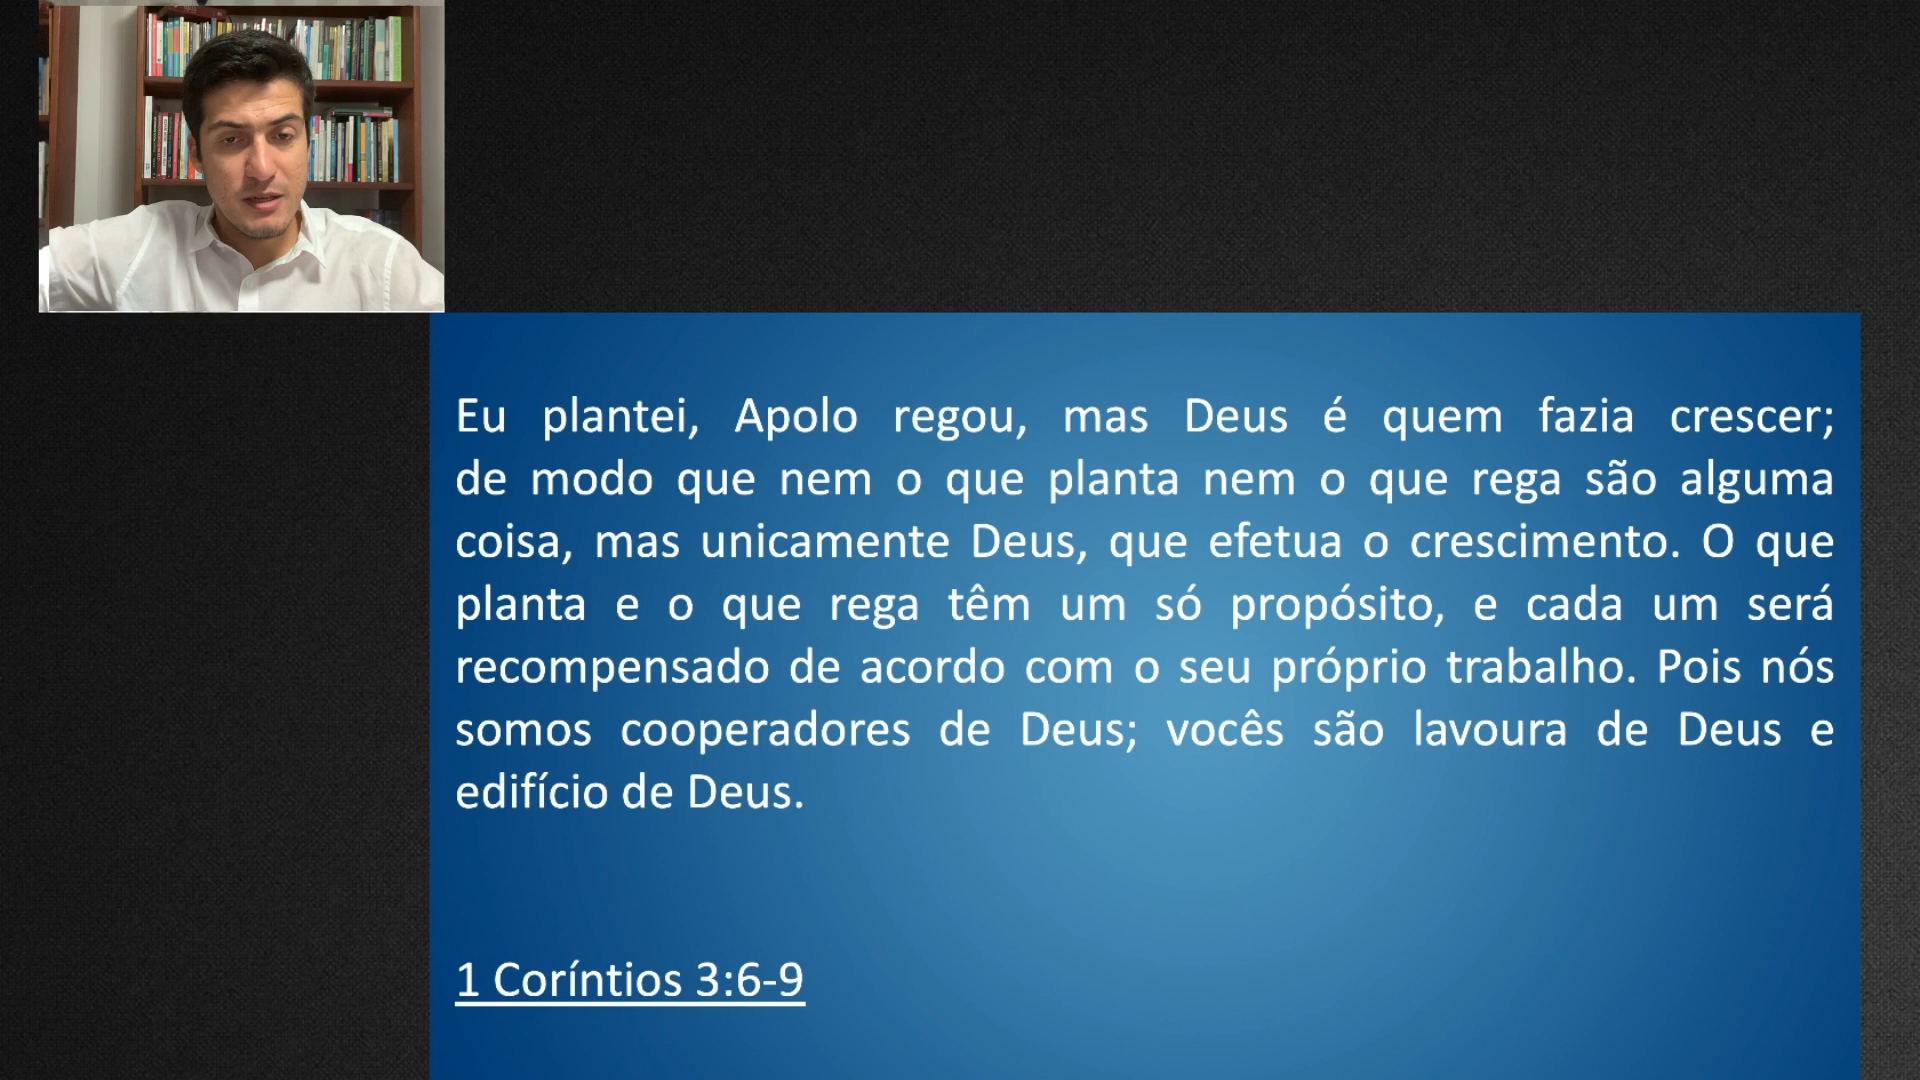 Eu plantei, Apolo regou, mas Deus é quem fazia crescer;
de modo que nem o que planta nem o que rega são alguma
coisa, mas unicamente Deus, que efetua o crescimento. O que
planta e o que rega têm um só propósito, e cada um será
recompensado de acordo com o seu próprio trabalho. Pois nós
somos cooperadores de Deus; vocês são lavoura de Deus e
edifício de Deus.
1 Coríntios 3:6-9